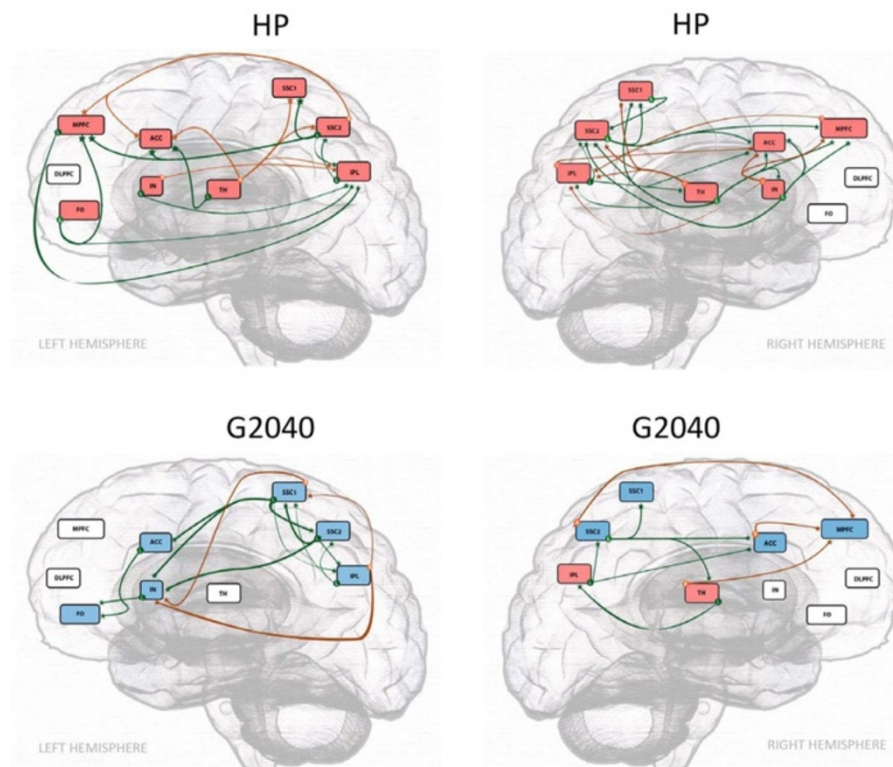 HP
HP
SSC1
MPFC
SSC2
ACC
DLPFC
IPL
IN
TH
FO
LEFT HEMISPHERE
SSC1
SSC2
MPFC
ACC
IPL
DLPFC
TH
IN
FO
RIGHT HEMISPHERE
G2040
G2040
SSC1
MPFC
SSC2
ACC
DLPFC
IPL
IN
TH
FO
LEFT HEMISPHERE
SSC1
SSC2
MPFC
ACC
IPL
DLPFC
TH
IN
FO
RIGHT HEMISPHERE